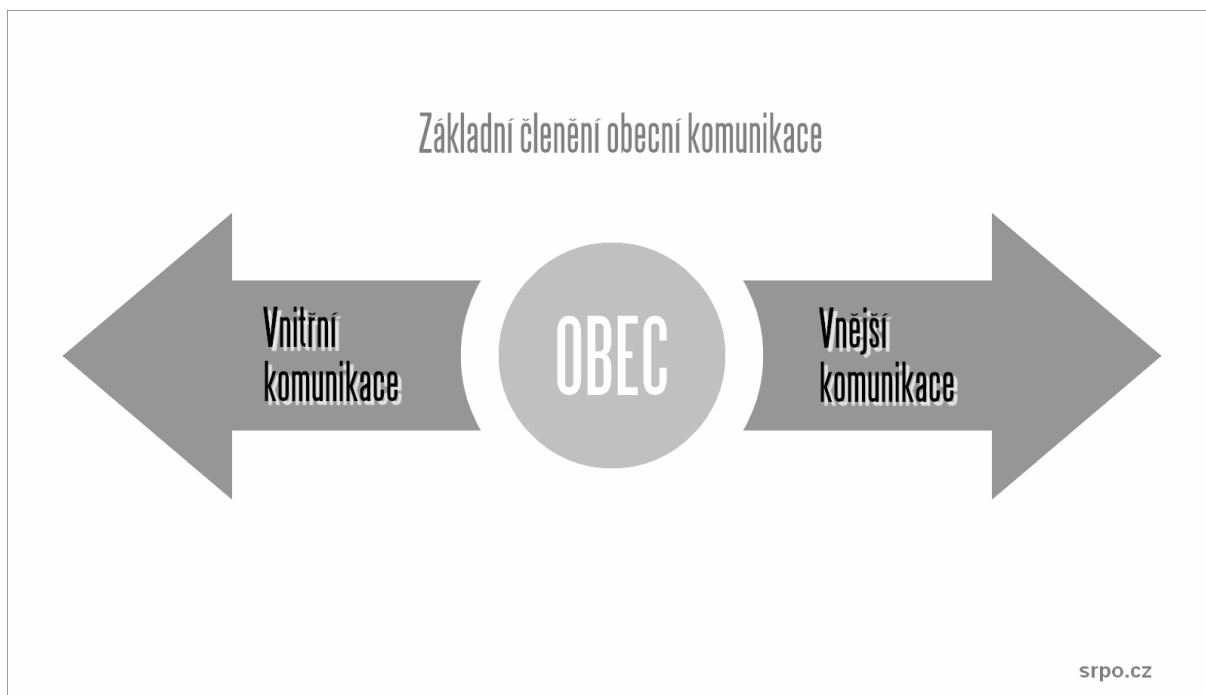 Základní členění obecní komunikace
Vnitřní
komunikace
OBEC
Vnější
komunikace
srpo.cz